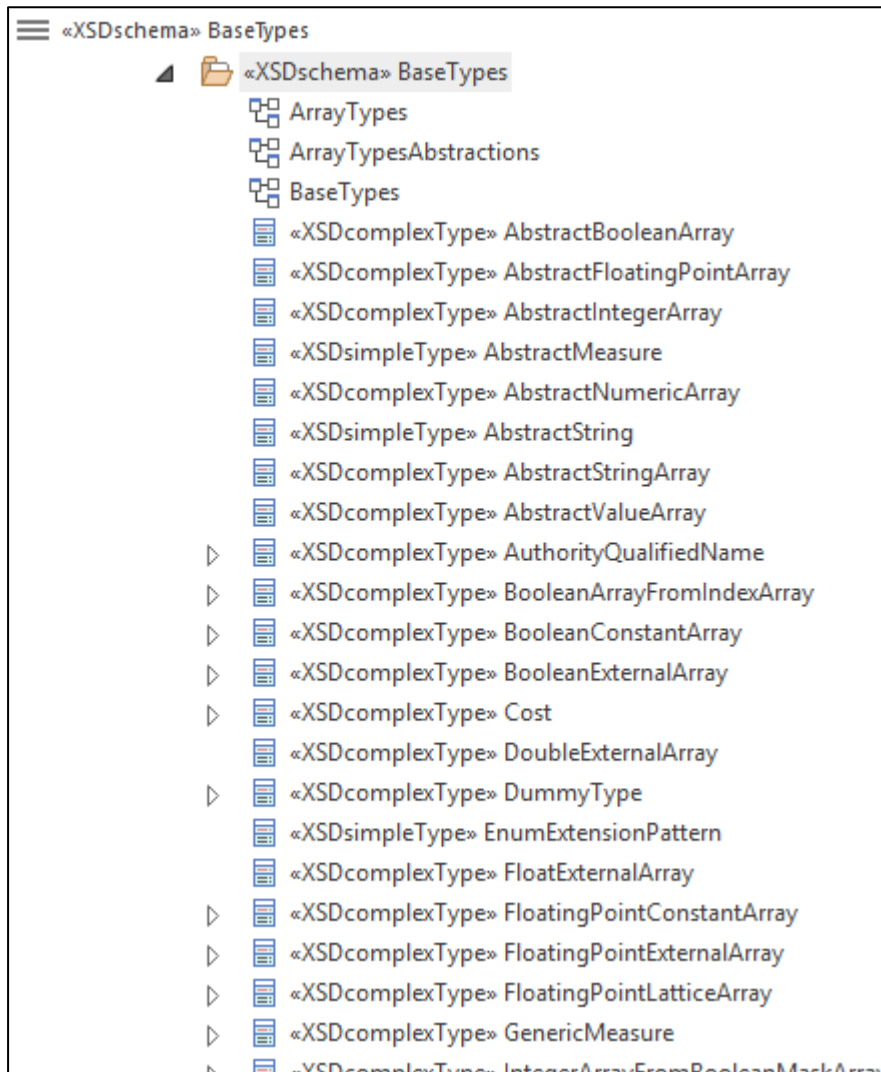 «XSDschema» BaseTypes
«XSDschema» BaseTypes
ArrayTypes
ArrayTypesAbstractions
BaseTypes
«XSDcomplexType» AbstractBooleanArray
«XSDcomplexType» AbstractFloatingPointArray
«XSDcomplexType» AbstractIntegerArray
«XSDsimpleType» AbstractMeasure
«XSDcomplexType» AbstractNumericArray
«XSDsimpleType» AbstractString
«XSDcomplexType» AbstractStringArray
«XSDcomplexType» AbstractValueArray
«XSDcomplexType» AuthorityQualifiedName
«XSDcomplexType» BooleanArrayFromIndexArray
«XSDcomplexType» BooleanConstantArray
«XSDcomplexType» BooleanExternalArray
«XSDcomplexType» Cost
«XSDcomplexType» DoubleExternalArray
«XSDcomplexType» DummyType
«XSDsimpleType» EnumExtensionPattern
«XSDcomplexType» FloatExternalArray
«XSDcomplexType» FloatingPointConstantArray
«XSDcomplexType» FloatingPointExternalArray
«XSDcomplexType» FloatingPointLatticeArray
«XSDcomplexType» GenericMeasure
«XSDcomplexType» IntegerArrayFromBooleanMaskArray